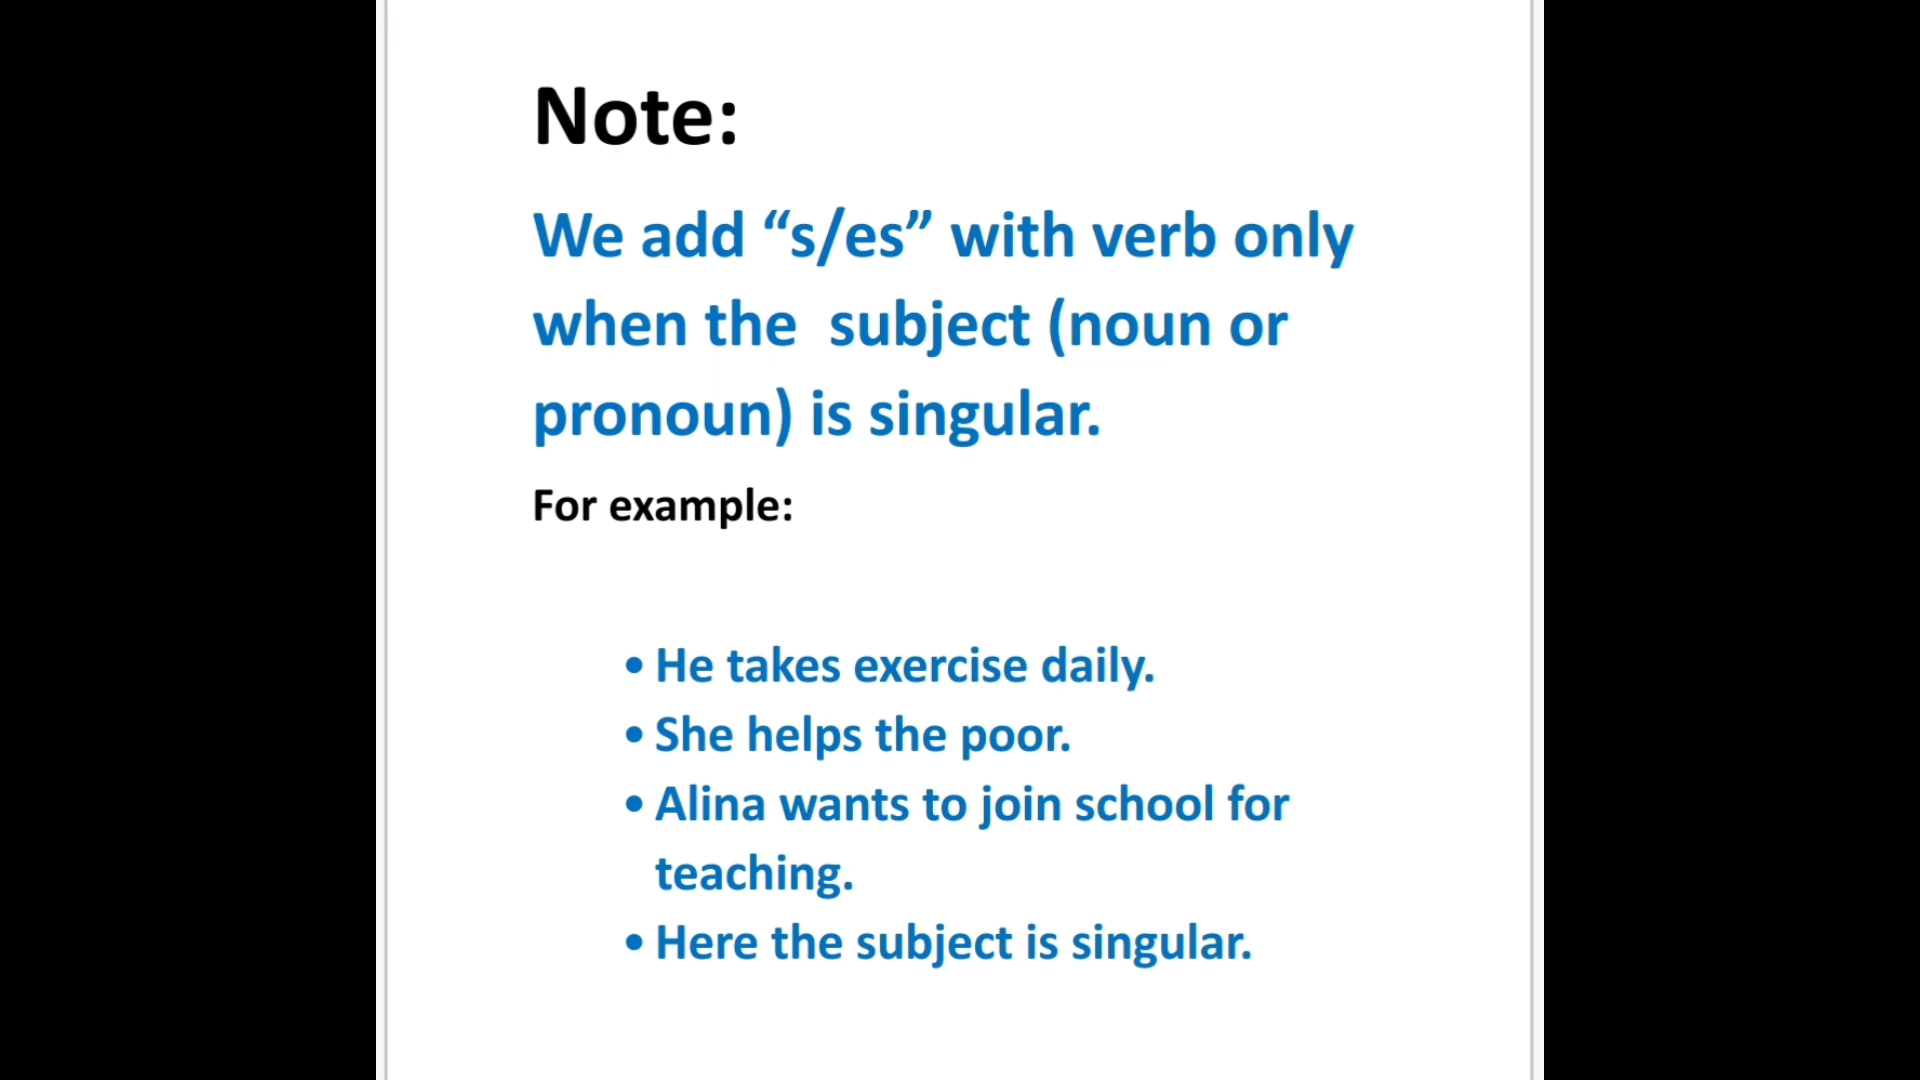 Note:
We add “s/es” with verb only
when the  subject (noun or
pronoun) is singular.
For example:
• He takes exercise daily.
• She helps the poor.
• Alina wants to join school for
teaching.
• Here the subject is singular.